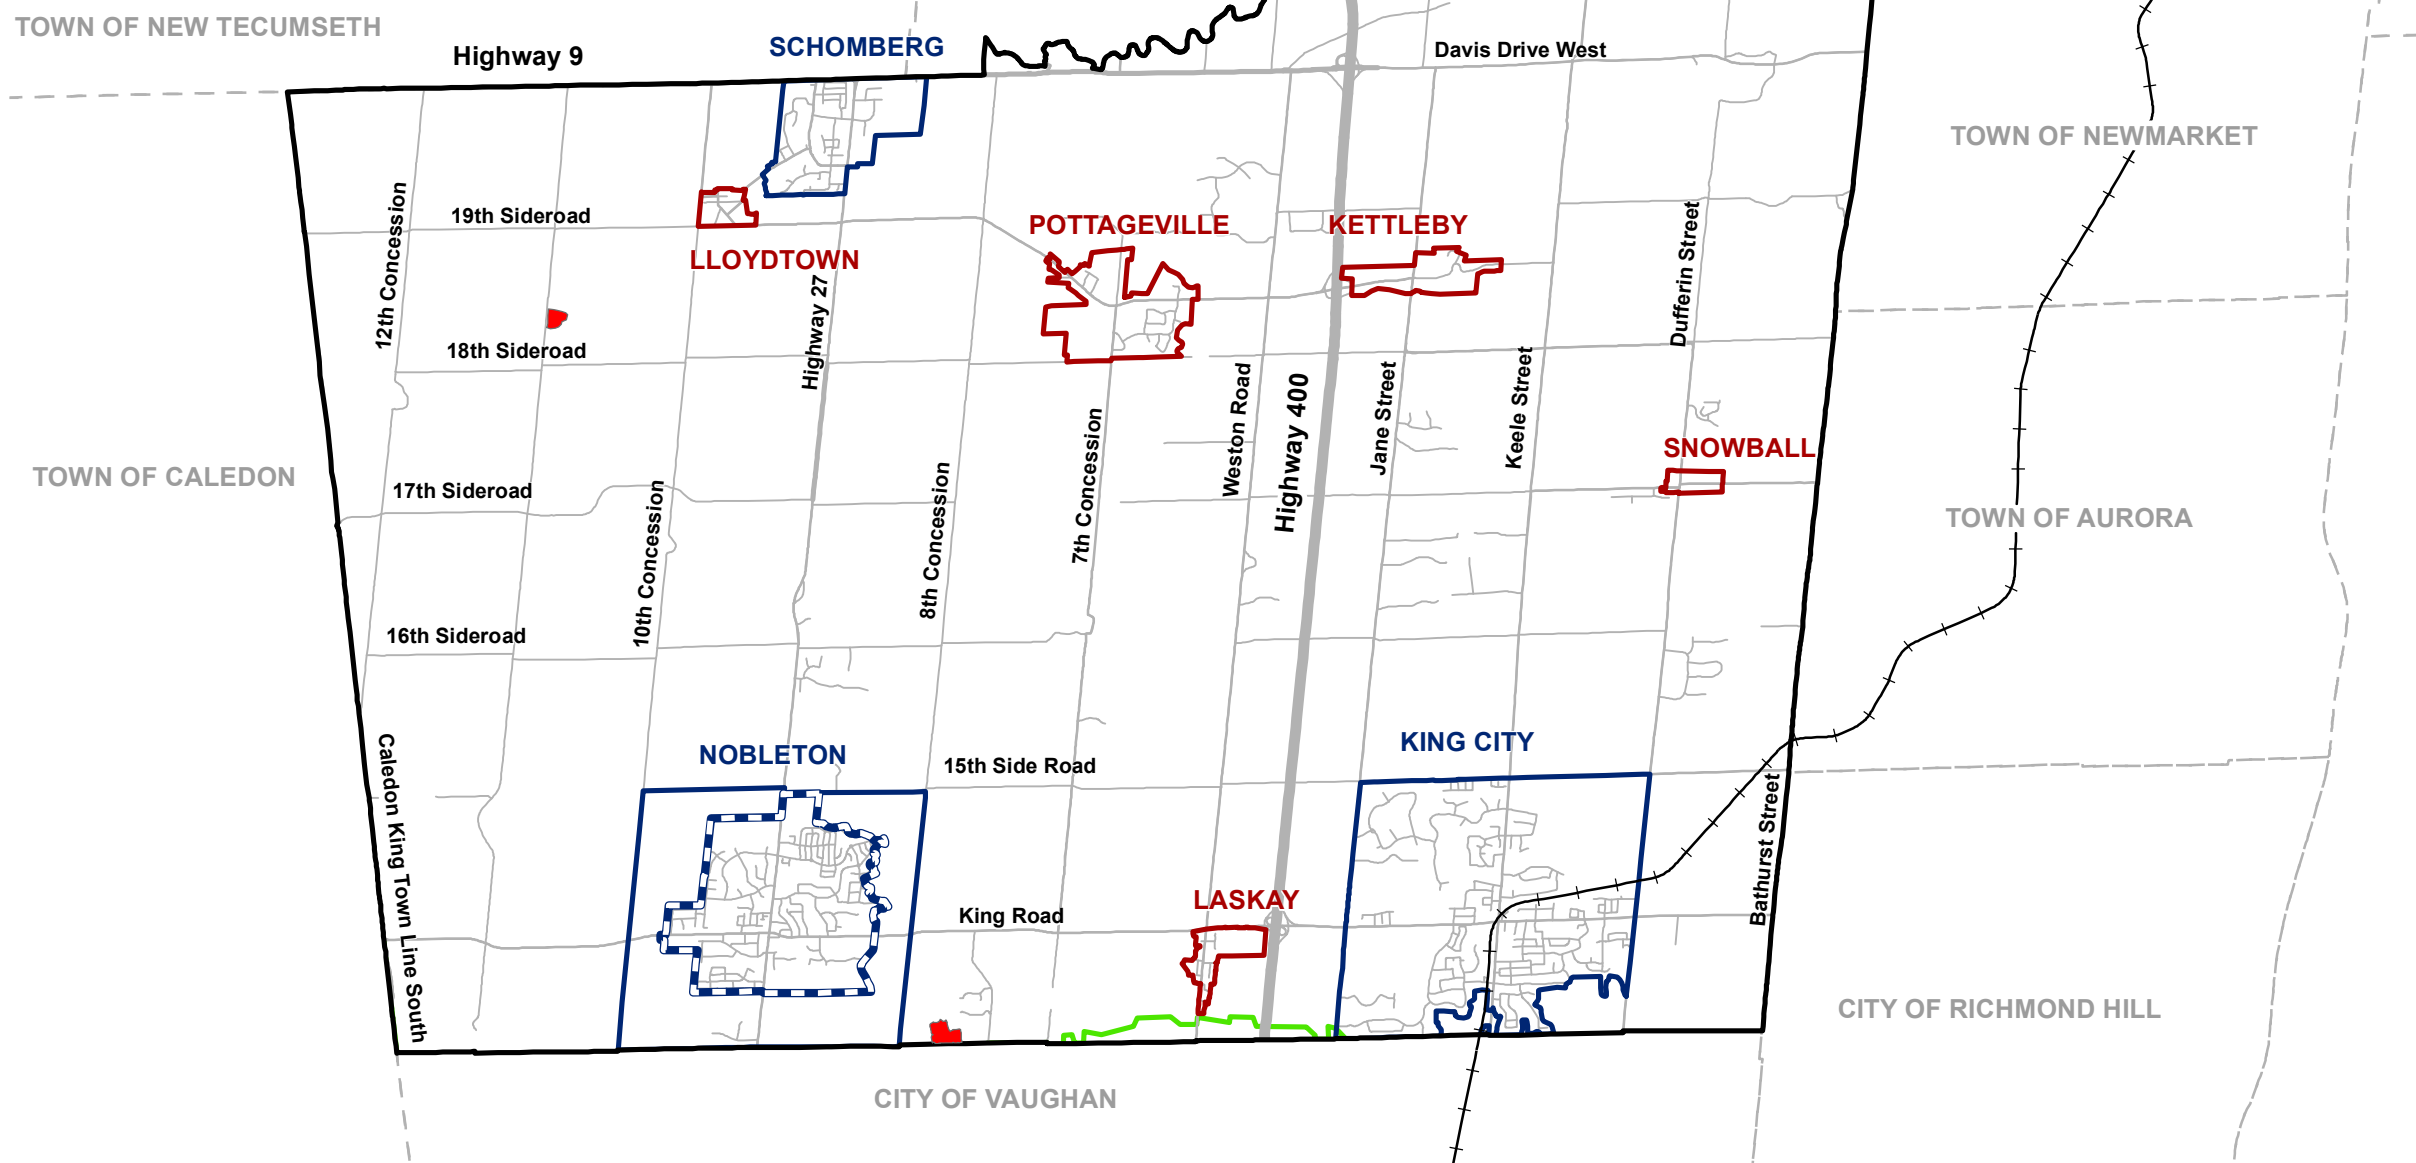 TOWN OF NEW TECUMSETH
Highway 9
SCHOMBERG
Davis Drive West
TOWN OF NEWMARKET
12th Concession
19th Sideroad
LLOYDTOWN
POTTAGEVILLE
KETTLEBY
Dufferin Street
18th Sideroad
Highway 27
Weston Road
Highway 400
Jane Street
Keele Street
SNOWBALL
TOWN OF CALEDON
17th Sideroad
10th Concession
8th Concession
7th Concession
TOWN OF AURORA
16th Sideroad
Caledon King Town Line South
NOBLETON
15th Side Road
KING CITY
Bathurst Street
LASKAY
King Road
CITY OF RICHMOND HILL
CITY OF VAUGHAN